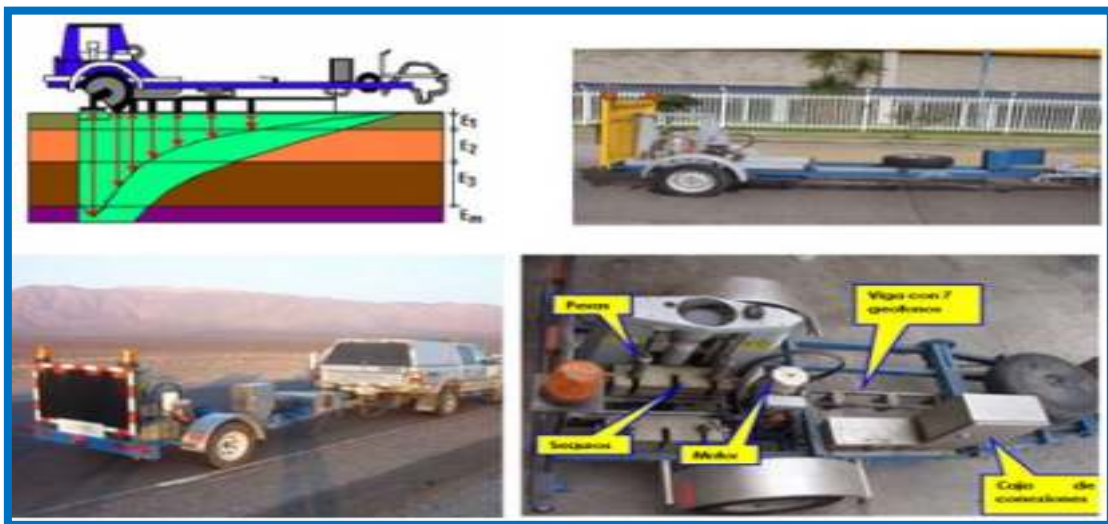 E1
E2
E3
Em
Pesas
Viga con 7
geofonos
Seguros
Motor
Caja de
conexiones